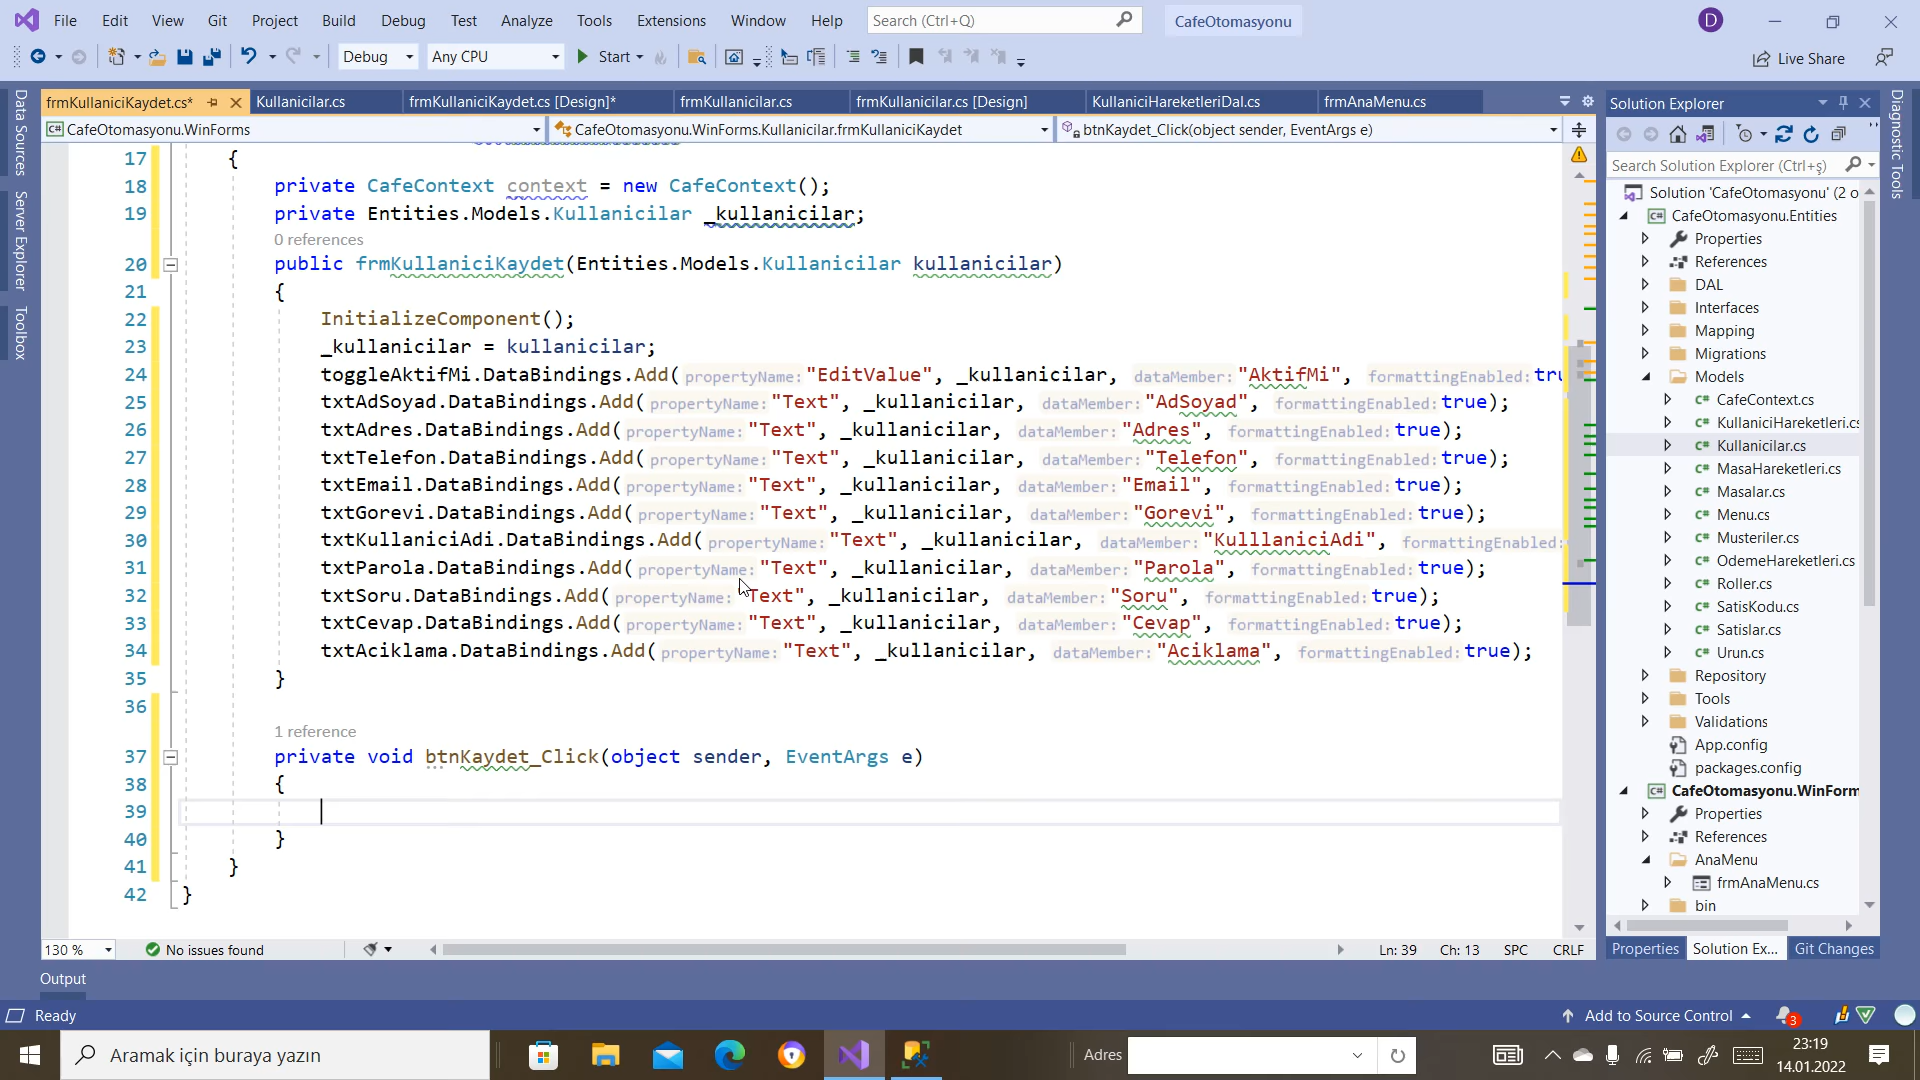 File Edit View Git Project Build Debug Test Analyze Tools Extensions Window Help Search (Ctrl+Q) CafeOtomasyonu D
Debug Any CPU Start Live Share
frmKullaniciKaydet.cs* Kullanicilar.cs frmKullaniciKaydet.cs [Design]* frmKullanicilar.cs frmKullanicilar.cs [Design] KullaniciHareketleriDal.cs frmAnaMenu.cs
CafeOtomasyonu.WinForms CafeOtomasyonu.WinForms.Kullanicilar.frmKullaniciKaydet btnKaydet_Click(object sender, EventArgs e)
Data Sources
Server Explorer
Toolbox
17 {
18 private CafeContext context = new CafeContext();
19 private Entities.Models.Kullanicilar _kullanicilar;
0 references
20 public frmKullaniciKaydet(Entities.Models.Kullanicilar kullanicilar)
21 {
22 InitializeComponent();
23 _kullanicilar = kullanicilar;
24 toggleAktifMi.DataBindings.Add(propertyName:"EditValue", _kullanicilar, dataMember:"AktifMi", formattingEnabled:tru
25 txtAdSoyad.DataBindings.Add(propertyName:"Text", _kullanicilar, dataMember:"AdSoyad", formattingEnabled:true);
26 txtAdres.DataBindings.Add(propertyName:"Text", _kullanicilar, dataMember:"Adres", formattingEnabled:true);
27 txtTelefon.DataBindings.Add(propertyName:"Text", _kullanicilar, dataMember:"Telefon", formattingEnabled:true);
28 txtEmail.DataBindings.Add(propertyName:"Text", _kullanicilar, dataMember:"Email", formattingEnabled:true);
29 txtGorevi.DataBindings.Add(propertyName:"Text", _kullanicilar, dataMember:"Gorevi", formattingEnabled:true);
30 txtKullaniciAdi.DataBindings.Add(propertyName:"Text", _kullanicilar, dataMember:"KulllaniciAdi", formattingEnabled:
31 txtParola.DataBindings.Add(propertyName:"Text", _kullanicilar, dataMember:"Parola", formattingEnabled:true);
32 txtSoru.DataBindings.Add(propertyName:"Text", _kullanicilar, dataMember:"Soru", formattingEnabled:true);
33 txtCevap.DataBindings.Add(propertyName:"Text", _kullanicilar, dataMember:"Cevap", formattingEnabled:true);
34 txtAciklama.DataBindings.Add(propertyName:"Text", _kullanicilar, dataMember:"Aciklama", formattingEnabled:true);
35 }
36
1 reference
37 private void btnKaydet_Click(object sender, EventArgs e)
38 {
39
40 }
41 }
42 }
130 % No issues found Ln: 39 Ch: 13 SPC CRLF
Solution Explorer
Search Solution Explorer (Ctrl+ş)
Solution 'CafeOtomasyonu' (2 o
CafeOtomasyonu.Entities
Properties
References
DAL
Interfaces
Mapping
Migrations
Models
CafeContext.cs
KullaniciHareketleri.cs
Kullanicilar.cs
MasaHareketleri.cs
Masalar.cs
Menu.cs
Musteriler.cs
OdemeHareketleri.cs
Roller.cs
SatisKodu.cs
Satislar.cs
Urun.cs
Repository
Tools
Validations
App.config
packages.config
CafeOtomasyonu.WinForm
Properties
References
AnaMenu
frmAnaMenu.cs
bin
Properties Solution Ex... Git Changes
Diagnostic Tools
Output
Ready Add to Source Control 3
Aramak için buraya yazın Adres 23:19
14.01.2022